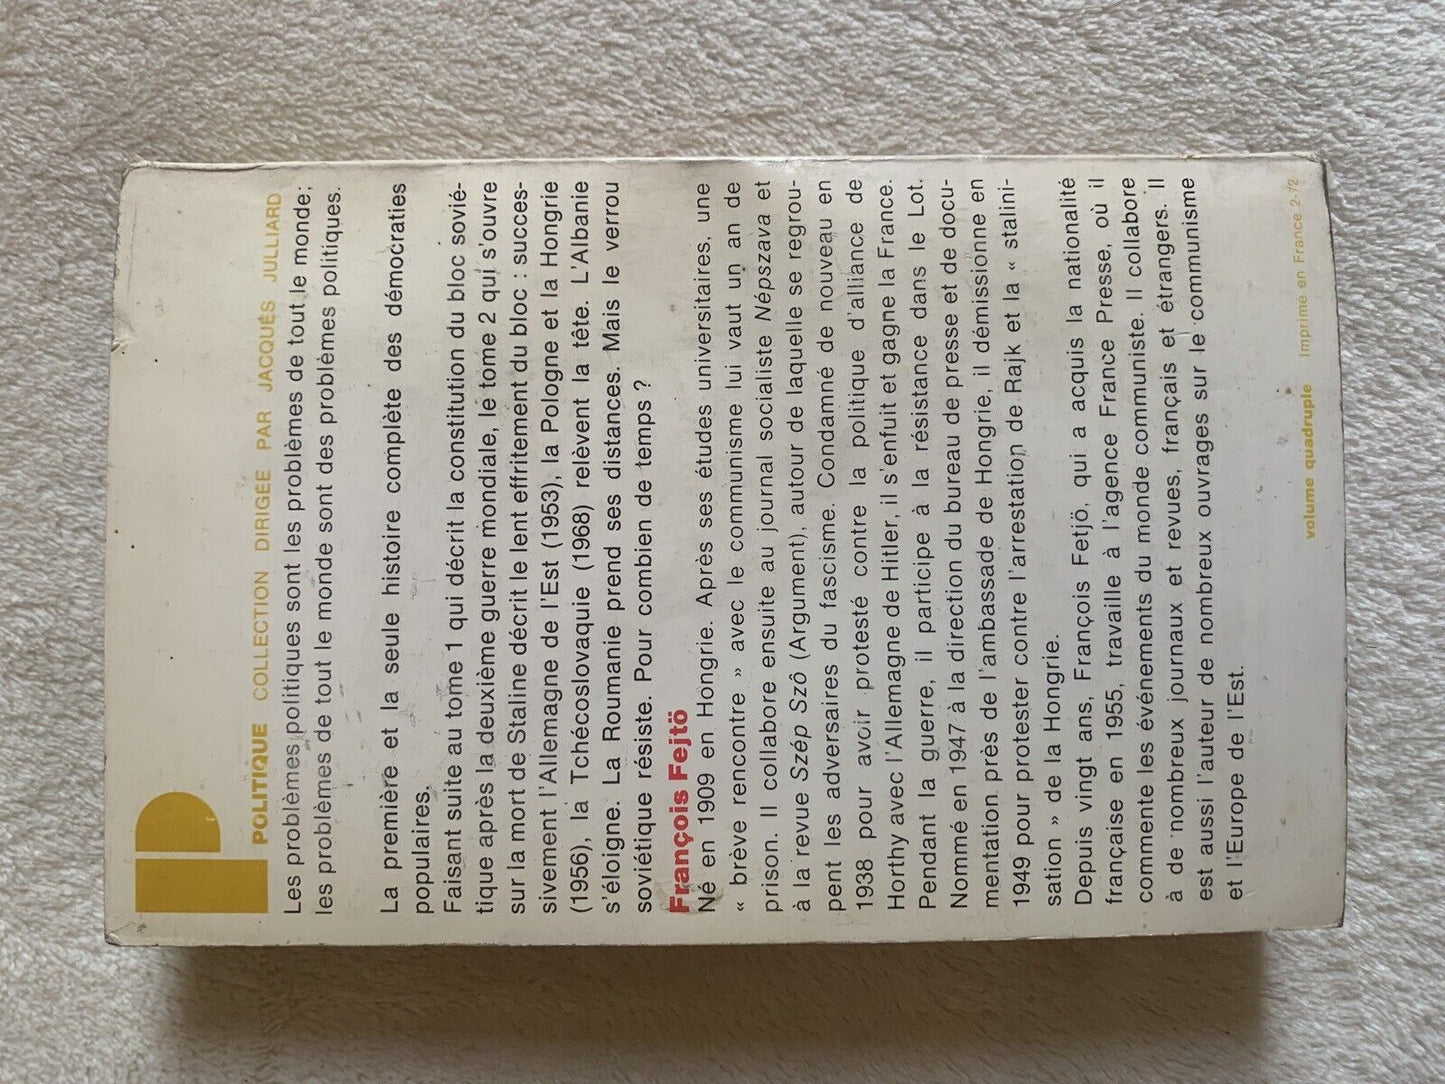 P
POLITIQUE COLLECTION DIRIGÉE PAR JACQUES JULLIARD
Les problèmes politiques sont les problèmes de tout le monde;
les problèmes de tout le monde sont des problèmes politiques.
La première et la seule histoire complète des démocraties
populaires.
Faisant suite au tome 1 qui décrit la constitution du bloc sovié-
tique après la deuxième guerre mondiale, le tome 2 qui s'ouvre
sur la mort de Staline décrit le lent effritement du bloc : succes-
sivement l'Allemagne de l'Est (1953), la Pologne et la Hongrie
(1956), la Tchécoslovaquie (1968) relèvent la tête. L'Albanie
s'éloigne. La Roumanie prend ses distances. Mais le verrou
soviétique résiste. Pour combien de temps ?
François Fejtö
Né en 1909 en Hongrie. Après ses études universitaires, une
« brève rencontre » avec le communisme lui vaut un an de
prison. Il collabore ensuite au journal socialiste Népszava et
à la revue Szép Szô (Argument), autour de laquelle se regrou-
pent les adversaires du fascisme. Condamné de nouveau en
1938 pour avoir protesté contre la politique d'alliance de
Horthy avec l'Allemagne de Hitler, il s'enfuit et gagne la France.
Pendant la guerre, il participe à la résistance dans le Lot.
Nommé en 1947 à la direction du bureau de presse et de docu-
mentation près de l'ambassade de Hongrie, il démissionne en
1949 pour protester contre l'arrestation de Rajk et la « stalini-
sation » de la Hongrie.
Depuis vingt ans, François Fetjö, qui a acquis la nationalité
française en 1955, travaille à l'agence France Presse, où il
commente les événements du monde communiste. Il collabore
à de nombreux journaux et revues, français et étrangers. Il
est aussi l'auteur de nombreux ouvrages sur le communisme
et l'Europe de l'Est.
volume quadruple Imprimé en France 2-72